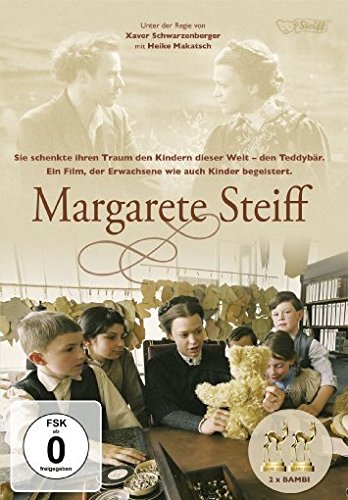 Unter der Regie von
Xaver Schwarzenberger
mit Heike Makatsch
Steiff
Sie schenkte ihren Traum den Kindern dieser Welt – den Teddybär.
Ein Film, der Erwachsene wie auch Kinder begeistert.
Margarete Steiff
FSK
ab
0
freigegeben
2 x BAMBI